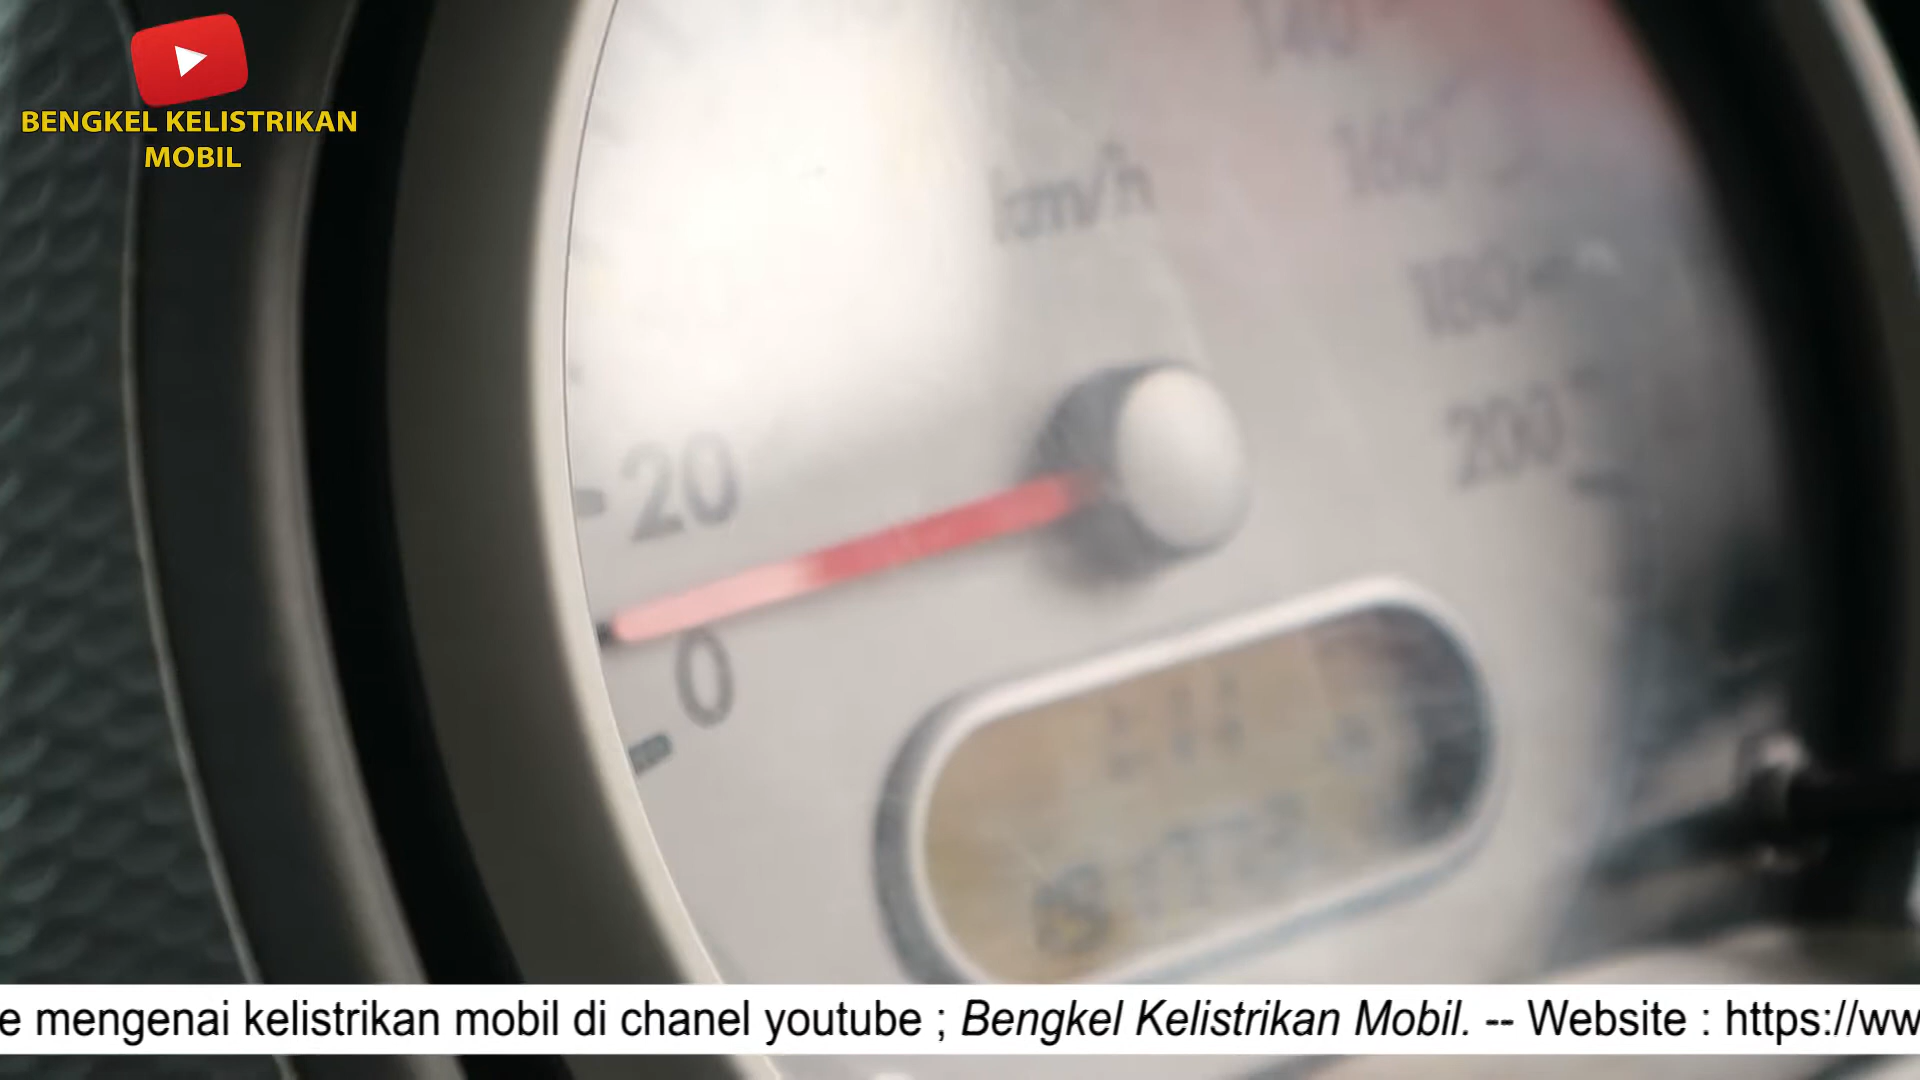 BENGKEL KELISTRIKAN
MOBIL
140
km/h
160
180
200
20
0
e mengenai kelistrikan mobil di chanel youtube ; Bengkel Kelistrikan Mobil. -- Website : https://ww